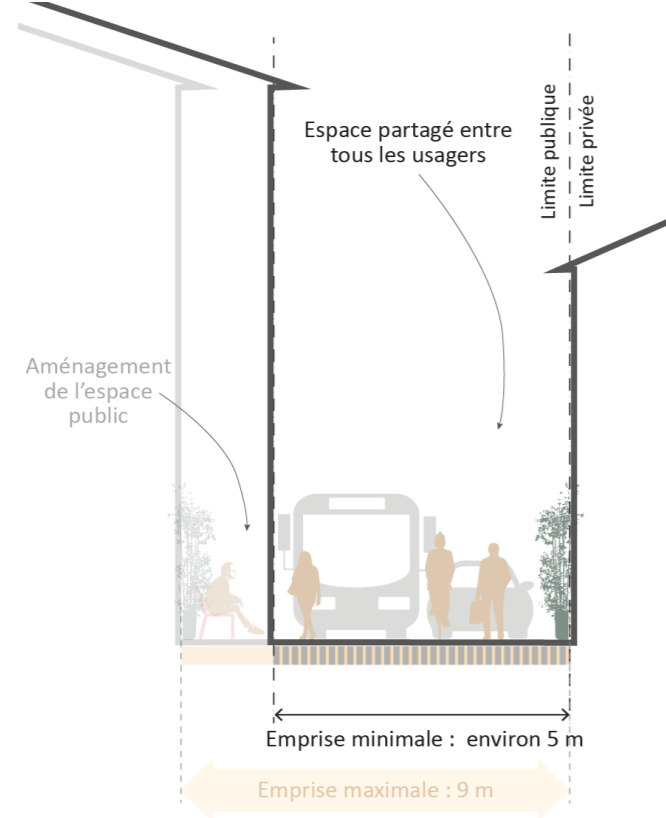 Espace partagé entre
tous les usagers
Limite publique
Limite privée
Aménagement
de l’espace
public
Emprise minimale :  environ 5 m
Emprise maximale : 9 m